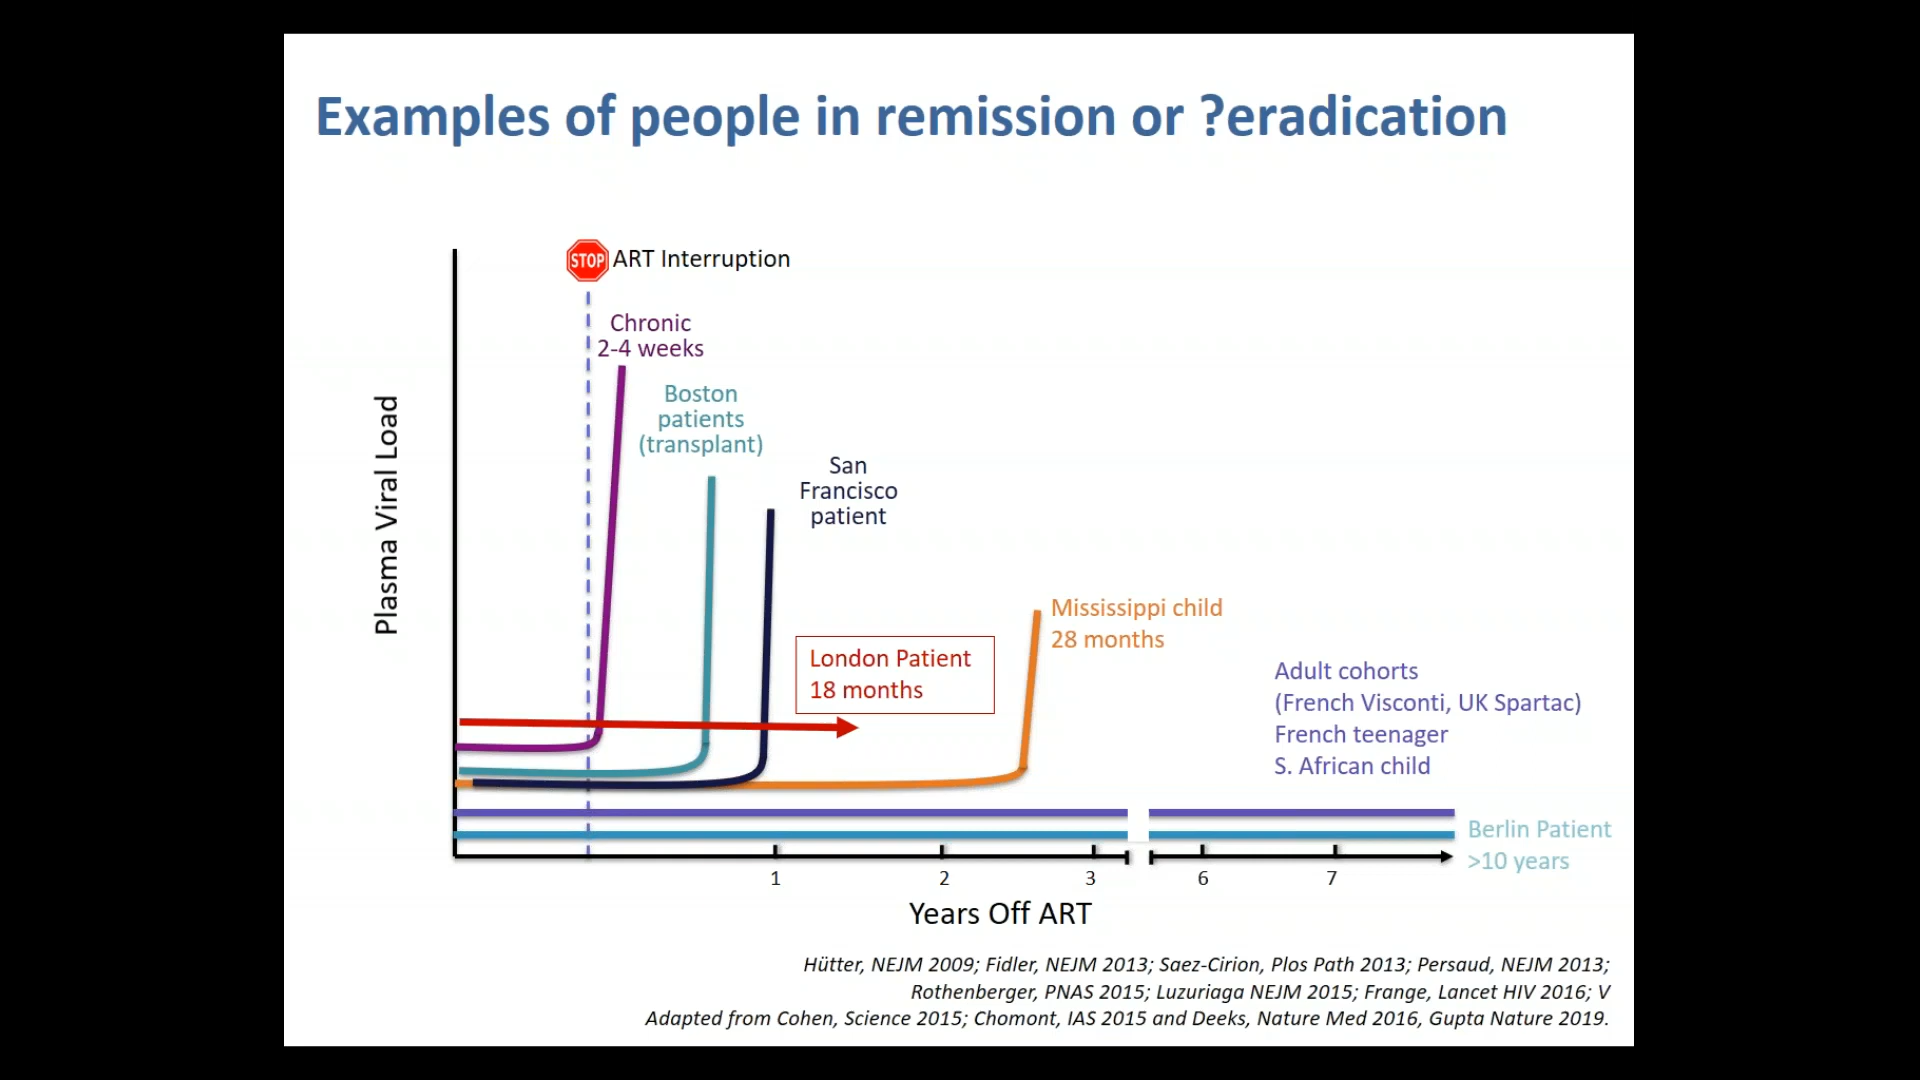 Examples of people in remission or ?eradication
STOP
ART Interruption
Chronic
2-4 weeks
Boston
patients
(transplant)
San
Francisco
patient
Plasma Viral Load
Mississippi child
28 months
London Patient
18 months
Adult cohorts
(French Visconti, UK Spartac)
French teenager
S. African child
Berlin Patient
>10 years
1 2 3 6 7
Years Off ART
Hütter, NEJM 2009; Fidler, NEJM 2013; Saez-Cirion, Plos Path 2013; Persaud, NEJM 2013;
Rothenberger, PNAS 2015; Luzuriaga NEJM 2015; Frange, Lancet HIV 2016; V
Adapted from Cohen, Science 2015; Chomont, IAS 2015 and Deeks, Nature Med 2016, Gupta Nature 2019.